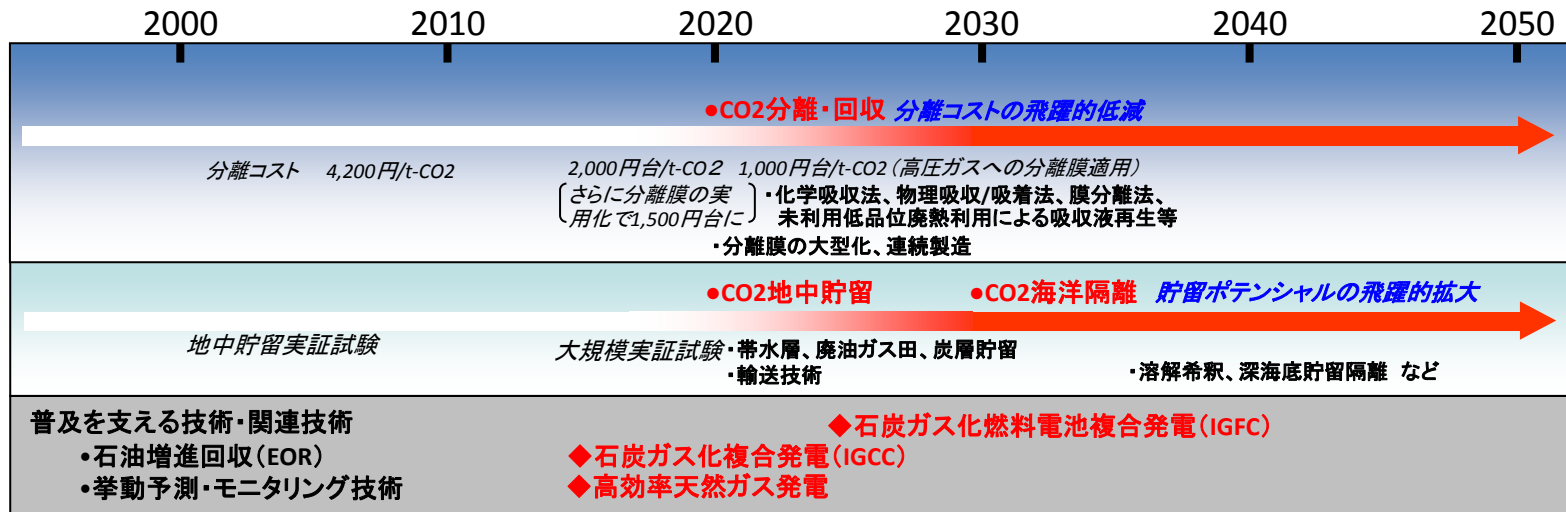 2000 2010 2020 2030 2040 2050
●CO2分離・回収 分離コストの飛躍的低減
分離コスト 4,200円/t-CO2
2,000円台/t-CO2 1,000円台/t-CO2(高圧ガスへの分離膜適用)
さらに分離膜の実
用化で1,500円台に
・化学吸収法、物理吸収/吸着法、膜分離法、
未利用低品位廃熱利用による吸収液再生等
・分離膜の大型化、連続製造
●CO2地中貯留 ●CO2海洋隔離 貯留ポテンシャルの飛躍的拡大
地中貯留実証試験
大規模実証試験 ・帯水層、廃油ガス田、炭層貯留
・輸送技術
・溶解希釈、深海底貯留隔離 など
普及を支える技術・関連技術
•石油増進回収(EOR)
•挙動予測・モニタリング技術
◆石炭ガス化燃料電池複合発電(IGFC)
◆石炭ガス化複合発電(IGCC)
◆高効率天然ガス発電